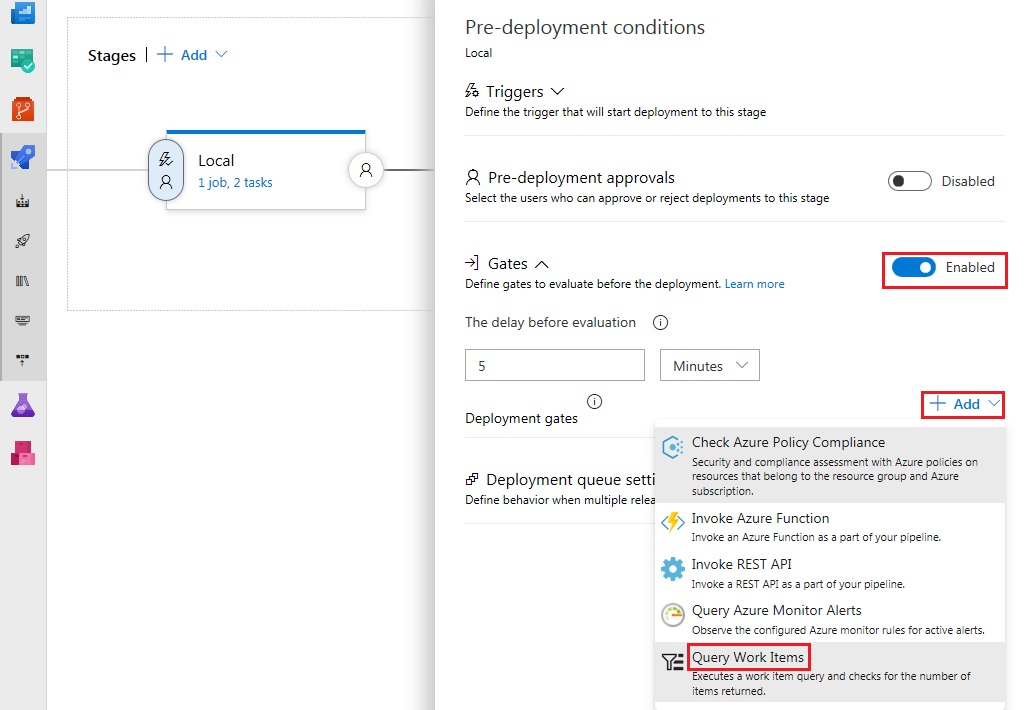 Stages | + Add
Local
1 job, 2 tasks
Pre-deployment conditions
Local
Triggers
Define the trigger that will start deployment to this stage
Pre-deployment approvals
Disabled
Select the users who can approve or reject deployments to this stage
Gates
Enabled
Define gates to evaluate before the deployment. Learn more
The delay before evaluation
5
Minutes
Deployment gates
+ Add
Deployment queue setti
Define behavior when multiple relea
Check Azure Policy Compliance
Security and compliance assessment with Azure policies on
resources that belong to the resource group and Azure
subscription.
Invoke Azure Function
Invoke an Azure Function as a part of your pipeline.
Invoke REST API
Invoke a REST API as a part of your pipeline.
Query Azure Monitor Alerts
Observe the configured Azure monitor rules for active alerts.
Query Work Items
Executes a work item query and checks for the number of
items returned.